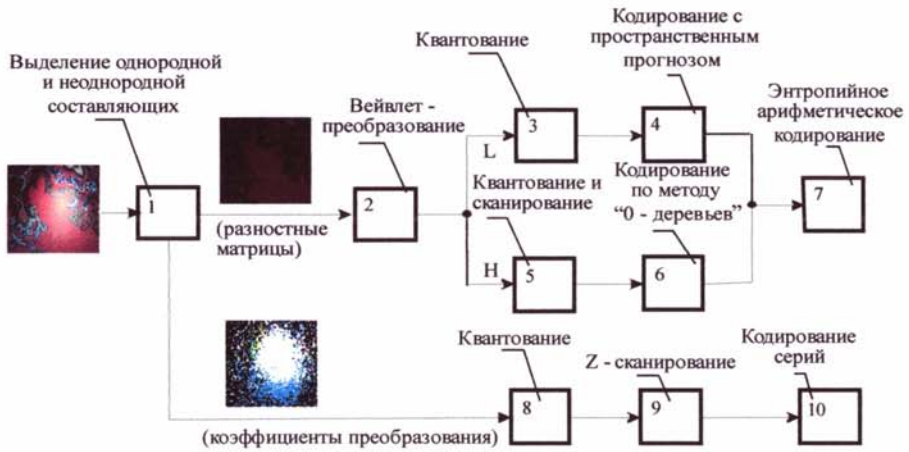 Выделение однородной
и неоднородной
составляющих
1
(разностные
матрицы)
Вейвлет -
преобразование
2
Квантование
3
L
Кодирование с
пространственным
прогнозом
4
Квантование и
сканирование
H
5
Кодирование
по методу
“0 - деревьев”
6
Энтропийное
арифметическое
кодирование
7
(коэффициенты преобразования)
Квантование
8
Z - сканирование
9
Кодирование
серий
10